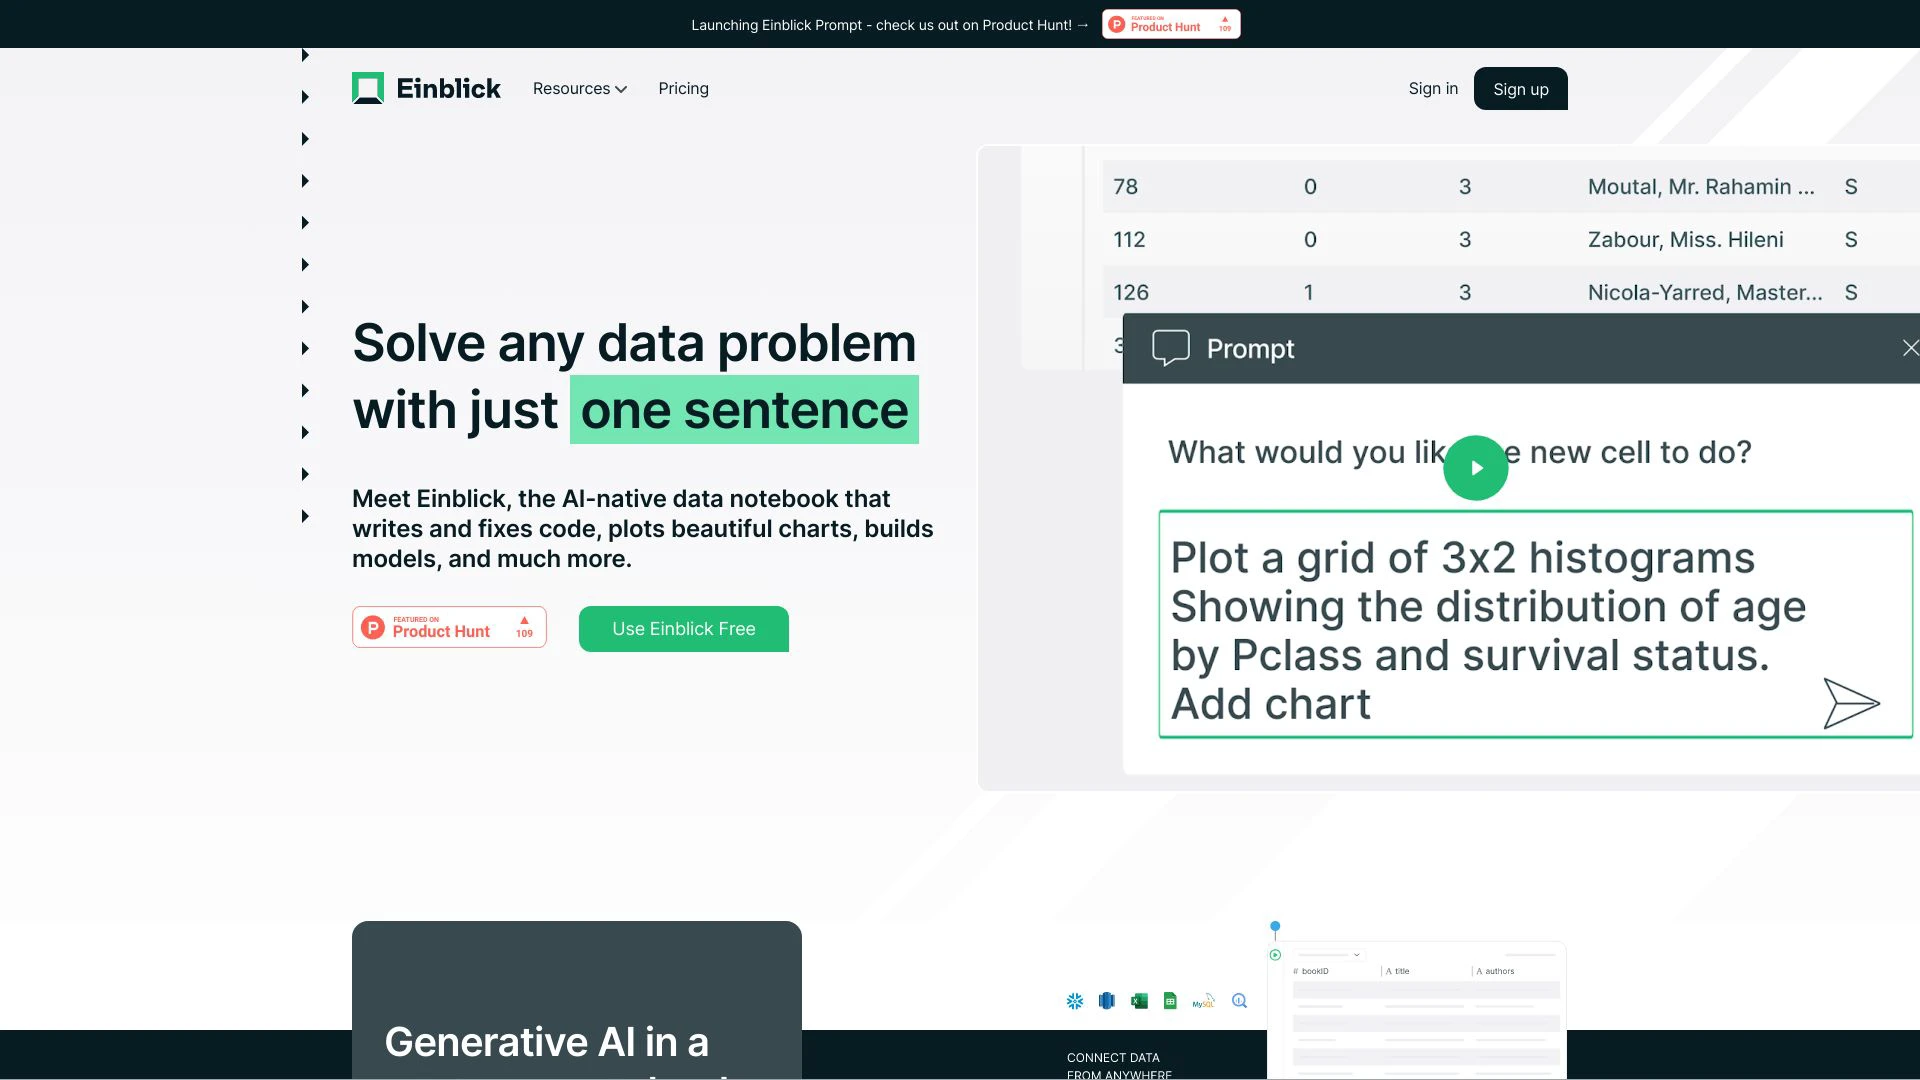 Launching Einblick Prompt - check us out on Product Hunt! →
FEATURED ON
Product Hunt
109
Einblick
Resources
Pricing
Sign in
Sign up
78 0 3 Moutal, Mr. Rahamin ... S
112 0 3 Zabour, Miss. Hileni S
126 1 3 Nicola-Yarred, Master... S
Solve any data problem
with just one sentence
Meet Einblick, the AI-native data notebook that
writes and fixes code, plots beautiful charts, builds
models, and much more.
FEATURED ON
Product Hunt
109
Use Einblick Free
Prompt
What would you new cell to do?
Plot a grid of 3x2 histograms
Showing the distribution of age
by Pclass and survival status.
Add chart
Generative AI in a
MySQL
CONNECT DATA
FROM ANYWHERE
# bookID
A title
A authors